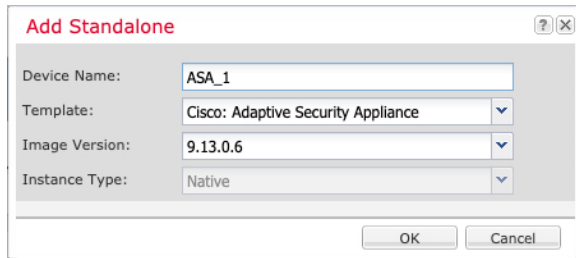 Add Standalone
Device Name: ASA_1
Template: Cisco: Adaptive Security Appliance
Image Version: 9.13.0.6
Instance Type: Native
OK Cancel